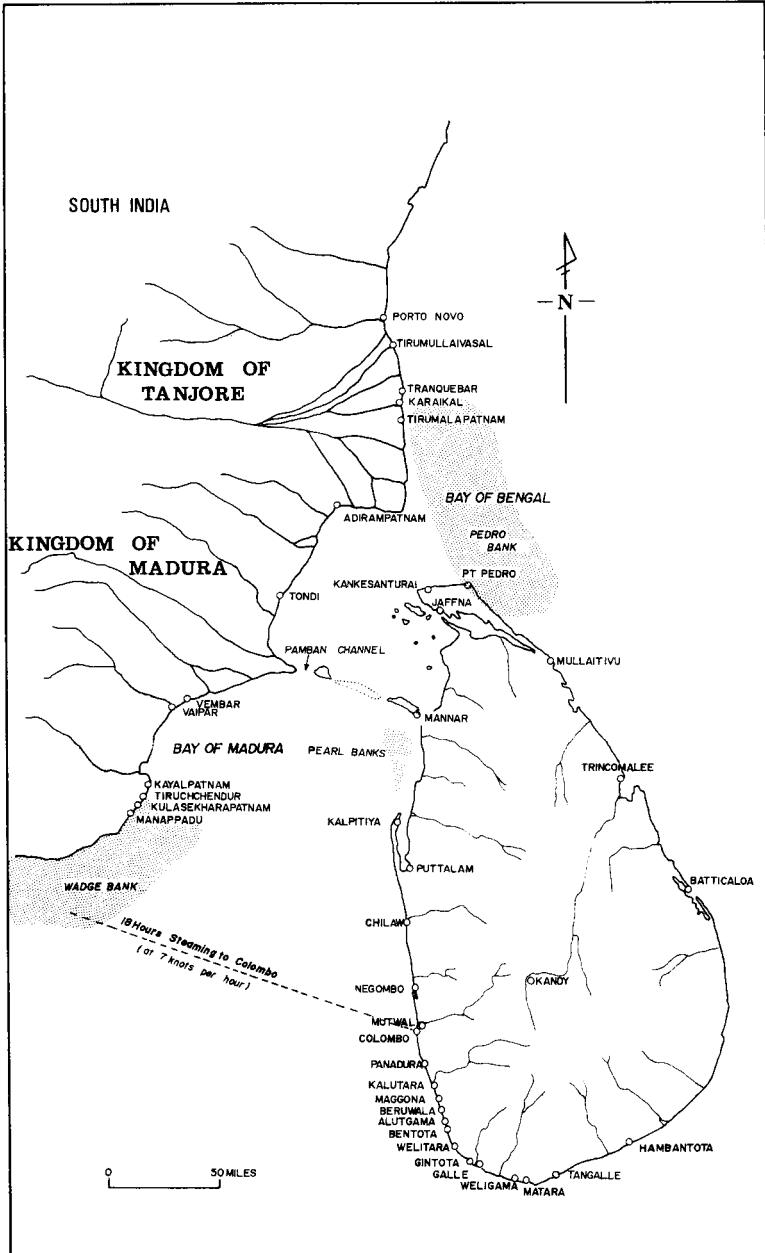 SOUTH INDIA
N
PORTO NOVO
TIRUMULLAIVASAL
KINGDOM OF
TANJORE
TRANQUEBAR
KARAIKAL
TIRUMALAPATNAM
BAY OF BENGAL
PEDRO
BANK
ADIRAMPATNAM
KINGDOM OF
MADURA
PT PEDRO
KANKESANTURAI
JAFFNA
TONDI
PAMBAN CHANNEL
MULLAITIVU
VEMBAR
VAIPAR
MANNAR
BAY OF MADURA
PEARL BANKS
TRINCOMALEE
KAYALPATNAM
TIRUCHCHENDUR
KULASEKHARAPATNAM
MANAPPADU
KALPITIYA
PUTTALAM
WADGE BANK
BATTICALOA
18 Hours Steaming to Colombo
(at 7 knots per hour)
CHILAW
NEGOMBO
KANDY
MUTWAL
COLOMBO
PANADURA
KALUTARA
MAGGONA
BERUWALA
ALUTGAMA
BENTOTA
WELITARA
HAMBANTOTA
GINTOTA
GALLE
WELIGAMA
MATARA
TANGALLE
0 50 MILES